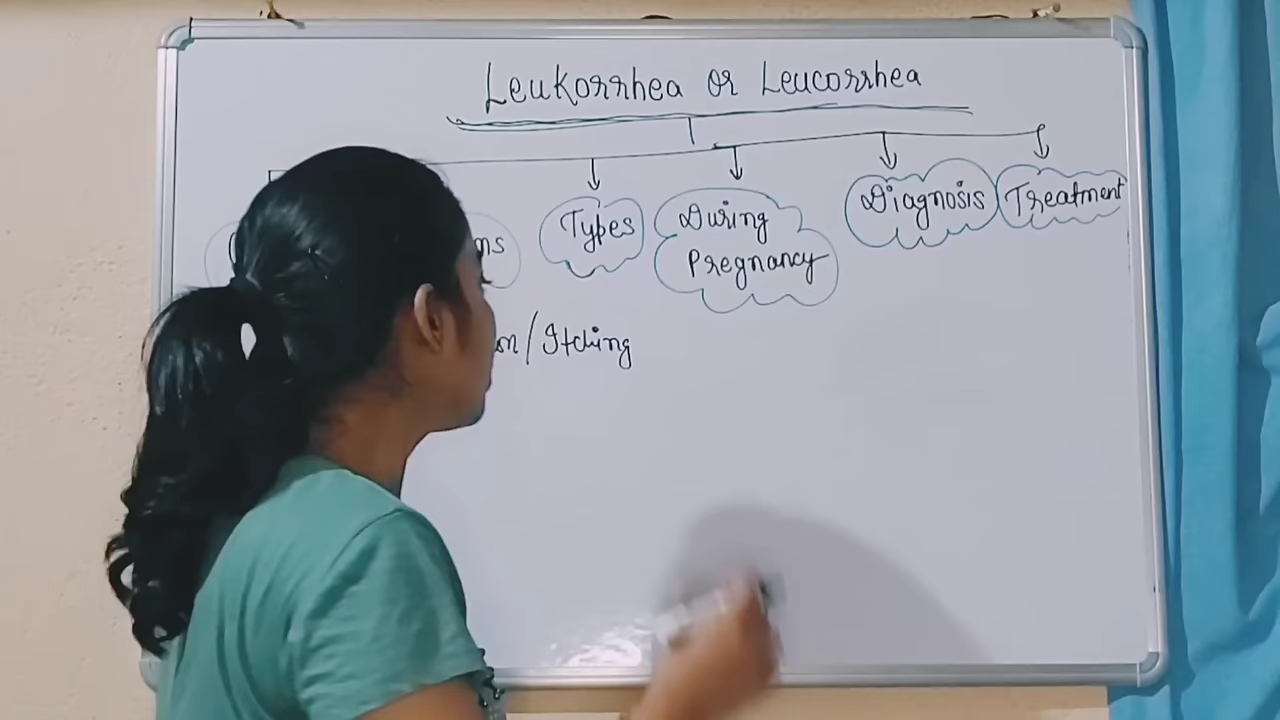 Leukorrhea or Leucorrhea
Types During Pregnancy Diagnosis Treatment
/Itching